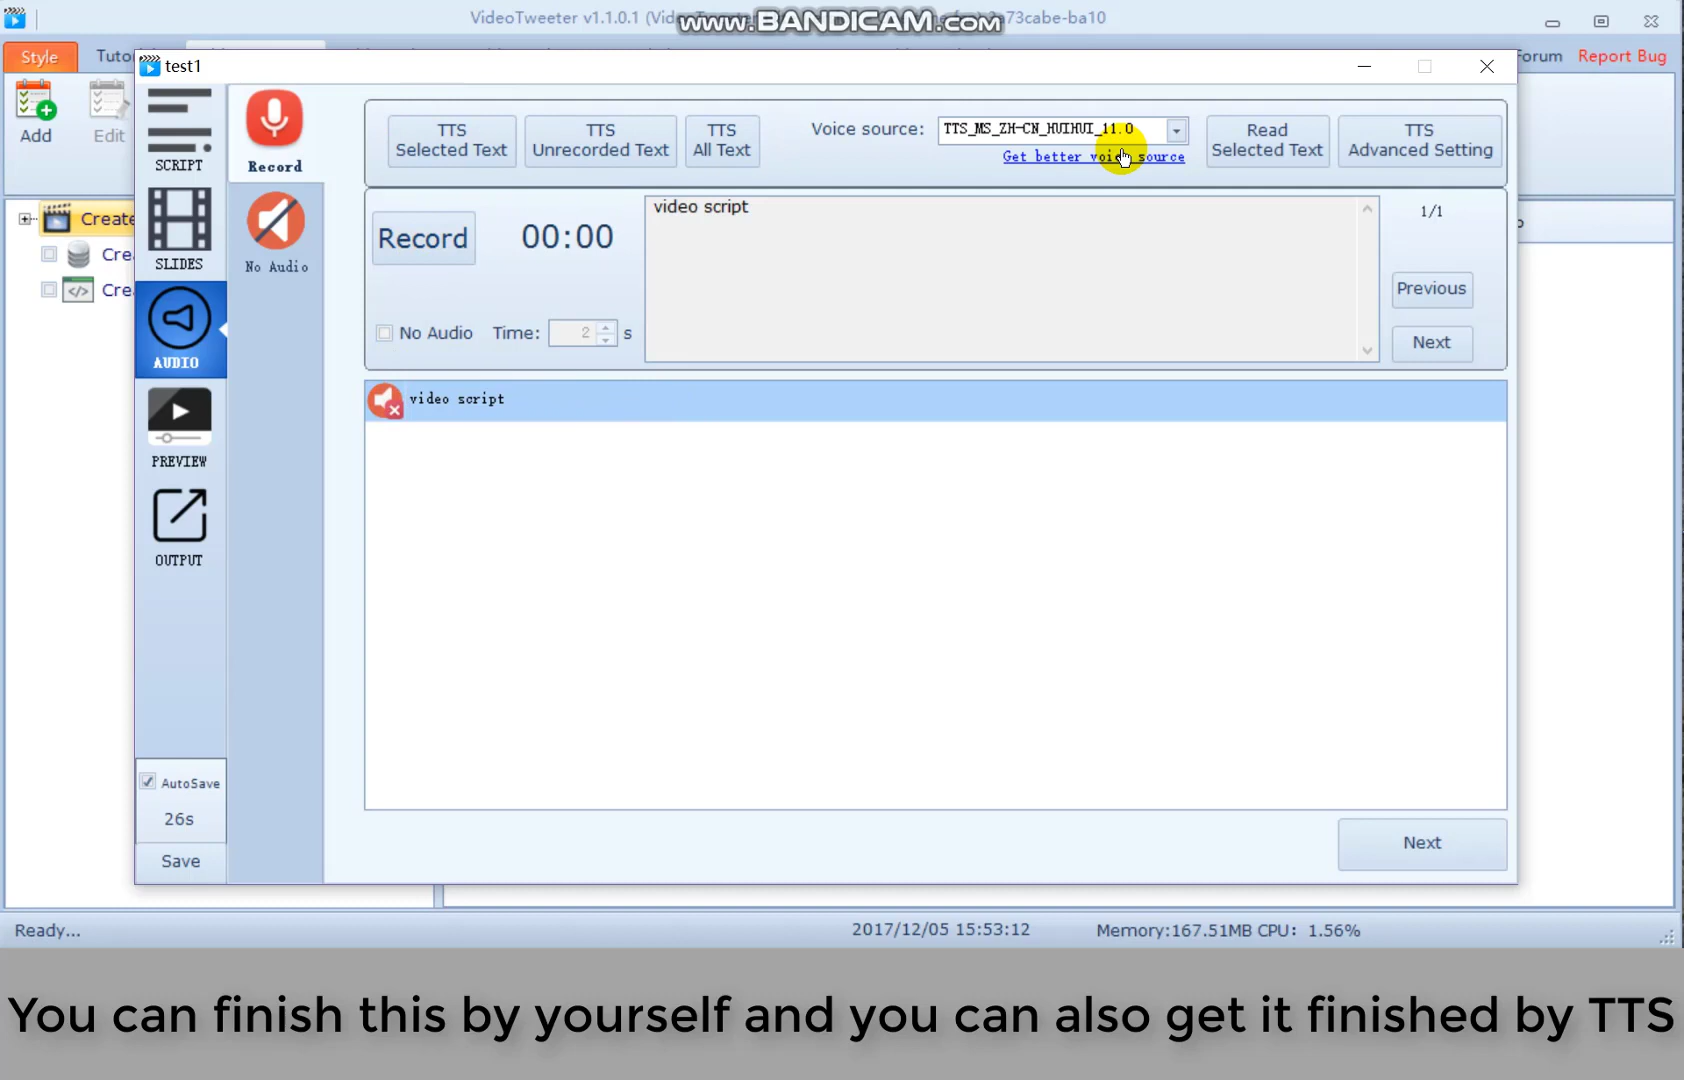 VideoTweeter v1.1.0.1 (Vid
www.BANDICAM.com
73cabe-ba10
Style
Tuto
Forum
Report Bug
test1
Add
Edit
SCRIPT
Record
TTS
Selected Text
TTS
Unrecorded Text
TTS
All Text
Voice source:
TTS_MS_ZH-CN_HUIHUI_11.0
Get better voice source
Read
Selected Text
TTS
Advanced Setting
Create
Cre
Cre
SLIDES
No Audio
Record
00:00
video script
1/1
Previous
No Audio
Time:
2
s
Next
AUDIO
video script
PREVIEW
OUTPUT
AutoSave
26s
Save
Next
Ready...
2017/12/05 15:53:12
Memory:167.51MB CPU: 1.56%
You can finish this by yourself and you can also get it finished by TTS